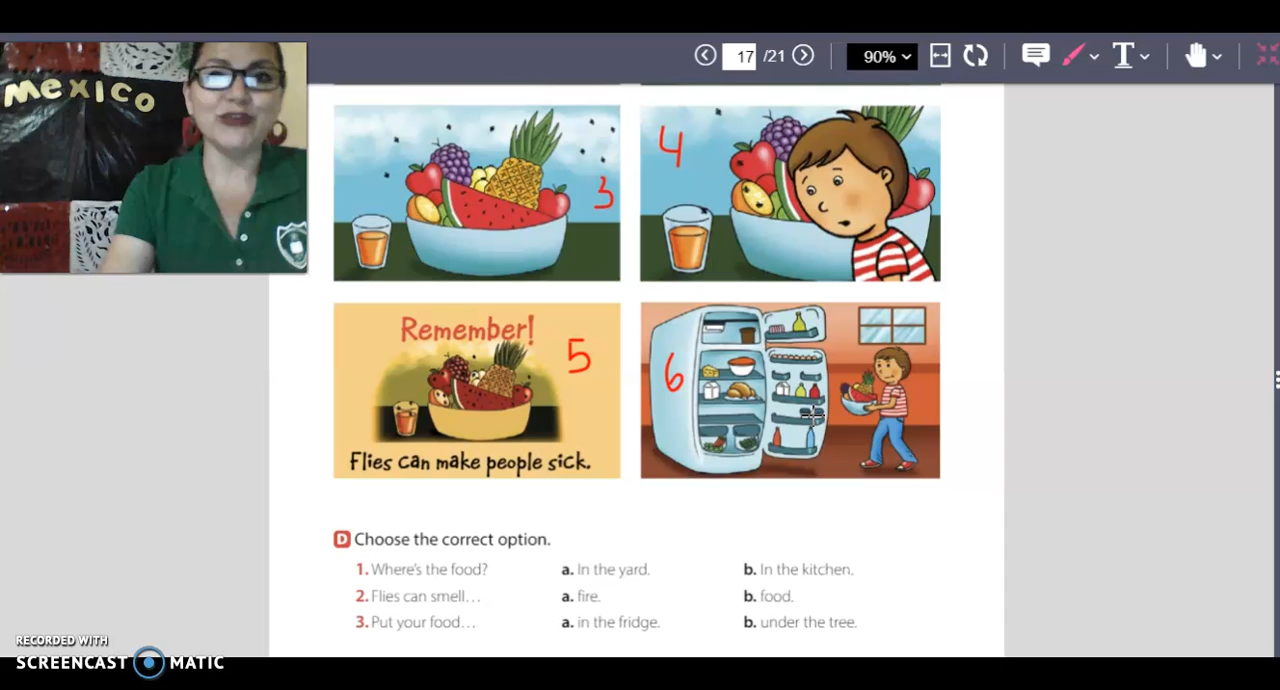 17 /21
90%
T
Mexico
3
4
Remember!
5
Flies can make people sick.
6
D Choose the correct option.
1. Where's the food? a. In the yard. b. In the kitchen.
2. Flies can smell... a. fire. b. food.
3. Put your food... a. in the fridge. b. under the tree.
RECORDED WITH
SCREENCAST MATIC